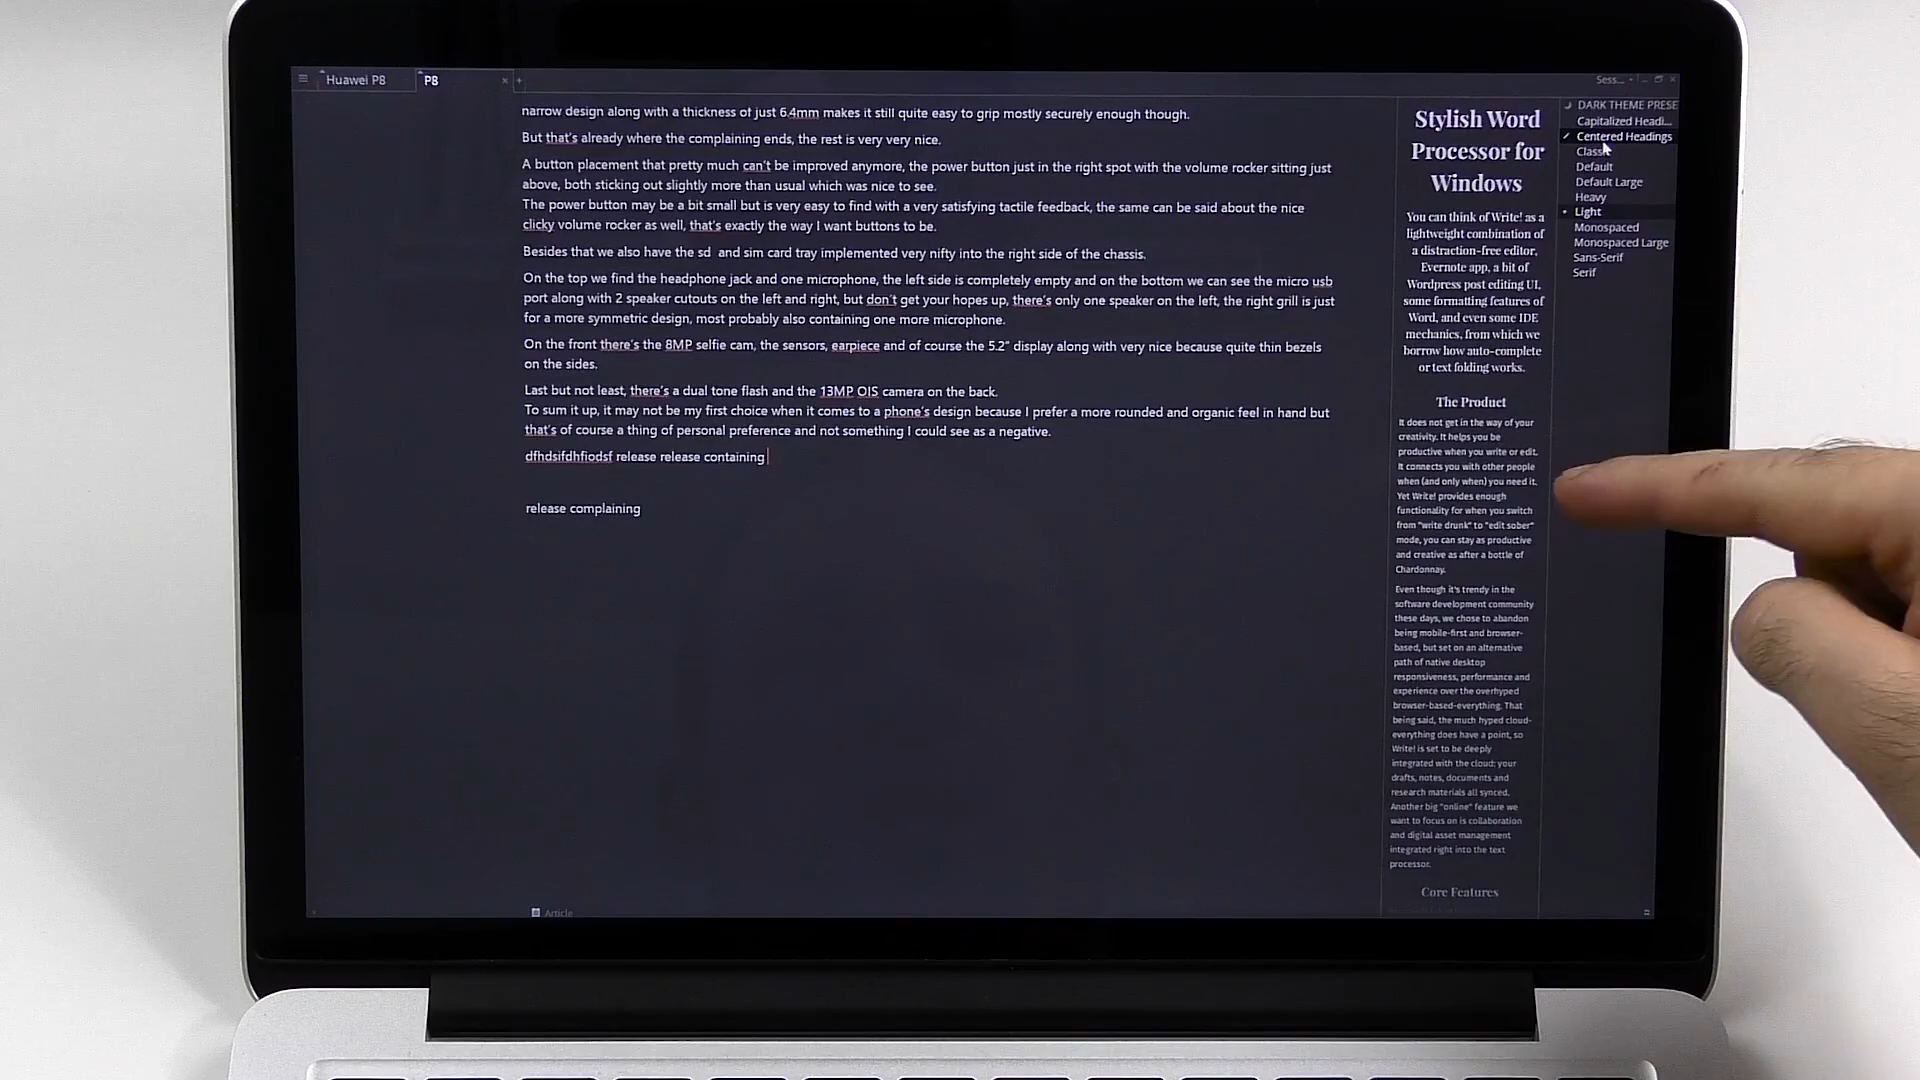 Huawei P8
P8
Sess...
narrow design along with a thickness of just 6.4mm makes it still quite easy to grip mostly securely enough though.
But that's already where the complaining ends, the rest is very very nice.
A button placement that pretty much can't be improved anymore, the power button just in the right spot with the volume rocker sitting just
above, both sticking out slightly more than usual which was nice to see.
The power button may be a bit small but is very easy to find with a very satisfying tactile feedback, the same can be said about the nice
clicky volume rocker as well, that's exactly the way I want buttons to be.
Besides that we also have the sd  and sim card tray implemented very nifty into the right side of the chassis.
On the top we find the headphone jack and one microphone, the left side is completely empty and on the bottom we can see the micro usb
port along with 2 speaker cutouts on the left and right, but don't get your hopes up, there's only one speaker on the left, the right grill is just
for a more symmetric design, most probably also containing one more microphone.
On the front there's the 8MP selfie cam, the sensors, earpiece and of course the 5.2" display along with very nice because quite thin bezels
on the sides.
Last but not least, there's a dual tone flash and the 13MP OIS camera on the back.
To sum it up, it may not be my first choice when it comes to a phone's design because I prefer a more rounded and organic feel in hand but
that's of course a thing of personal preference and not something I could see as a negative.
dfhdsifdhfiodsf release release containing
release complaining
Article
Stylish Word
Processor for
Windows
You can think of Write! as a
lightweight combination of
a distraction-free editor,
Evernote app, a bit of
Wordpress post editing UI,
some formatting features of
Word, and even some IDE
mechanics, from which we
borrow how auto-complete
or text folding works.
The Product
It does not get in the way of your
creativity. It helps you be
productive when you write or edit.
It connects you with other people
when (and only when) you need it.
Yet Write! provides enough
functionality for when you switch
from "write drunk" to "edit sober"
mode, you can stay as productive
and creative as after a bottle of
Chardonnay.
Even though it's trendy in the
software development community
these days, we chose to abandon
being mobile-first and browser-
based, but set on an alternative
path of native desktop
responsiveness, performance and
experience over the overhyped
browser-based-everything. That
being said, the much hyped cloud-
everything does have a point, so
Write! is set to be deeply
integrated with the cloud: your
drafts, notes, documents and
research materials all synced.
Another big "online" feature we
want to focus on is collaboration
and digital asset management
integrated right into the text
processor.
Core Features
DARK THEME PRESE
Capitalized Headi...
Centered Headings
Classi
Default
Default Large
Heavy
Light
Monospaced
Monospaced Large
Sans-Serif
Serif